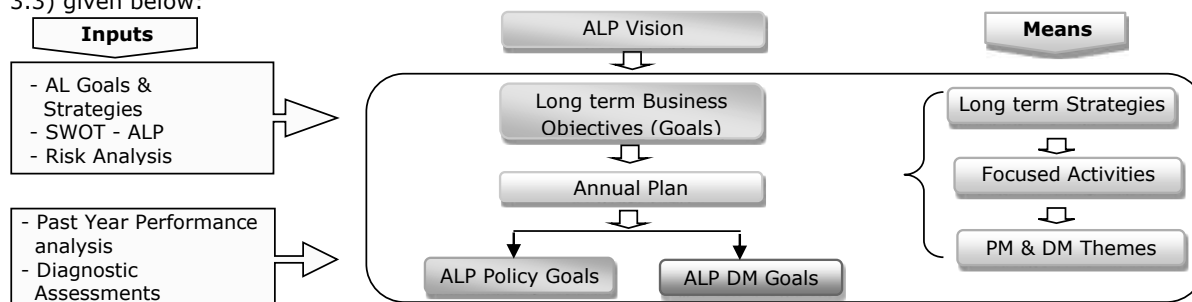 3.3) given below:
Inputs
- AL Goals &
Strategies
- SWOT - ALP
- Risk Analysis
- Past Year Performance
analysis
- Diagnostic
Assessments
ALP Vision
Long term Business
Objectives (Goals)
Annual Plan
ALP Policy Goals
ALP DM Goals
Means
Long term Strategies
Focused Activities
PM & DM Themes